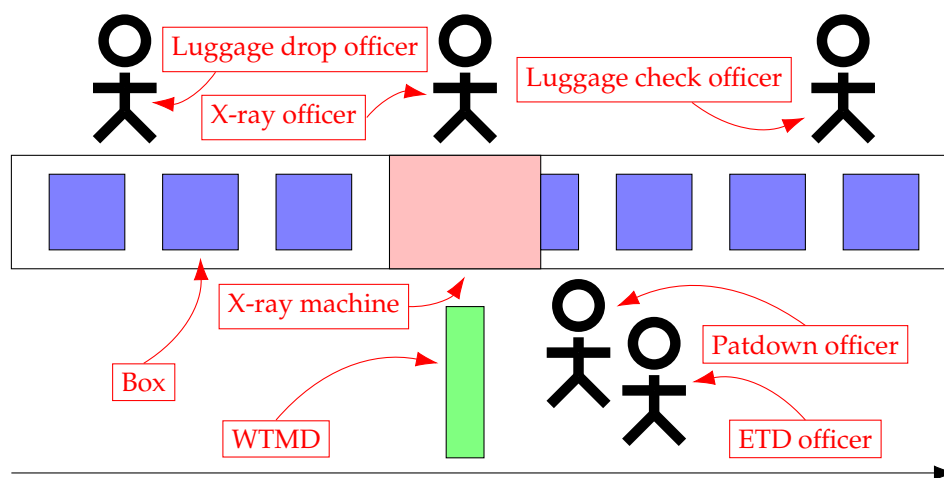 Luggage drop officer
Luggage check officer
X-ray officer
X-ray machine
Patdown officer
Box
WTMD
ETD officer